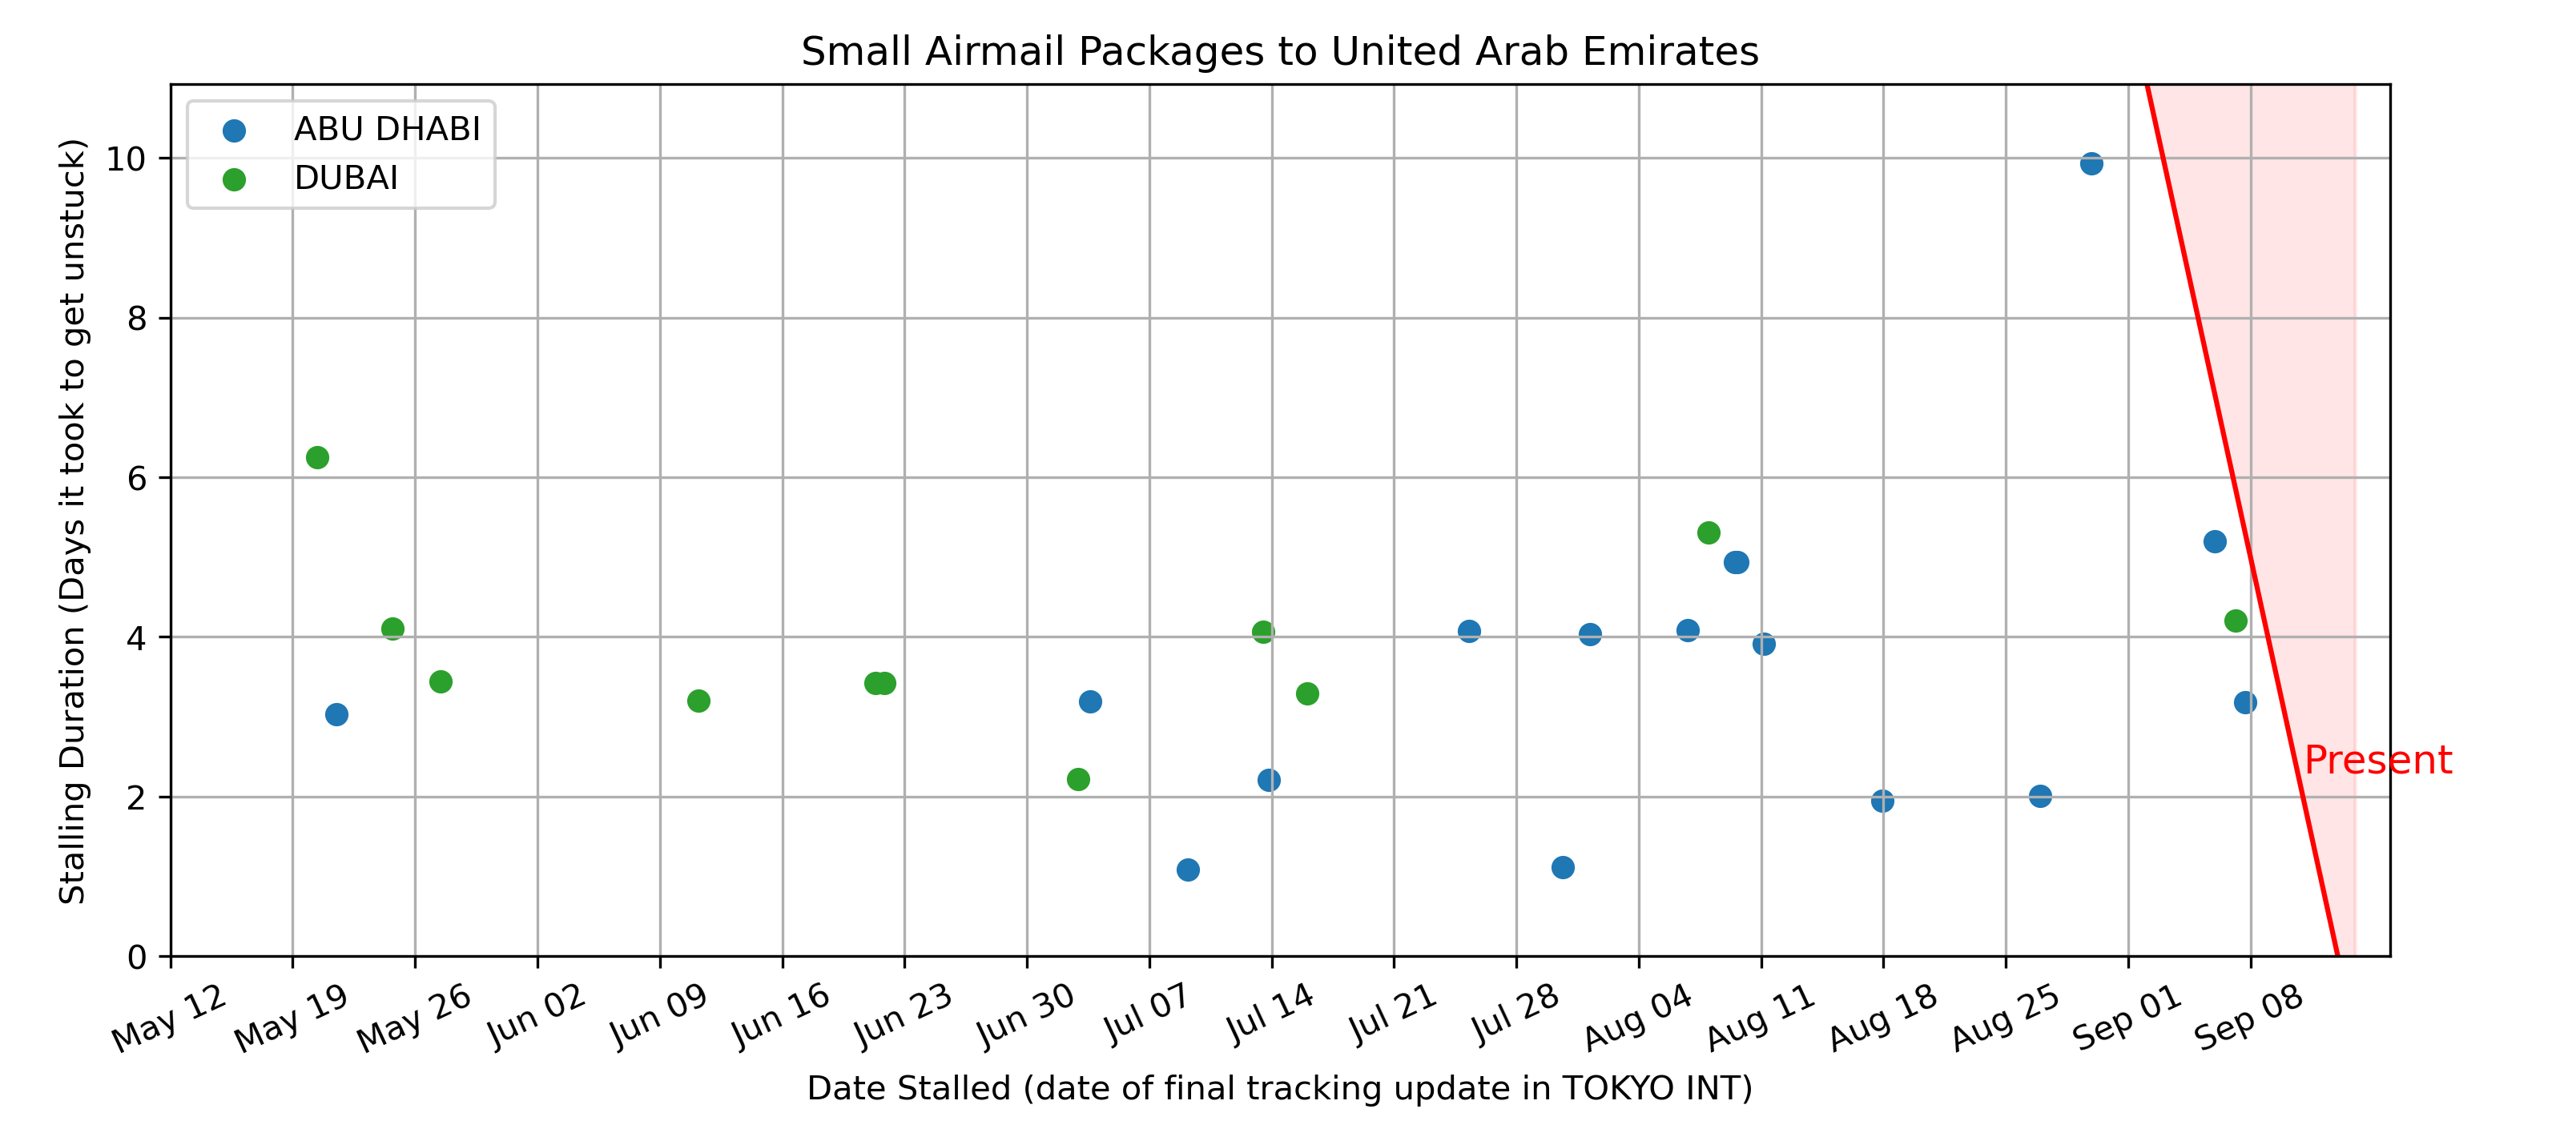 Small Airmail Packages to United Arab Emirates
ABU DHABI
DUBAI
Stalling Duration (Days it took to get unstuck)
10
8
6
4
2
0
Present
May 12
May 19
May 26
Jun 02
Jun 09
Jun 16
Jun 23
Jun 30
Jul 07
Jul 14
Jul 21
Jul 28
Aug 04
Aug 11
Aug 18
Aug 25
Sep 01
Sep 08
Date Stalled (date of final tracking update in TOKYO INT)